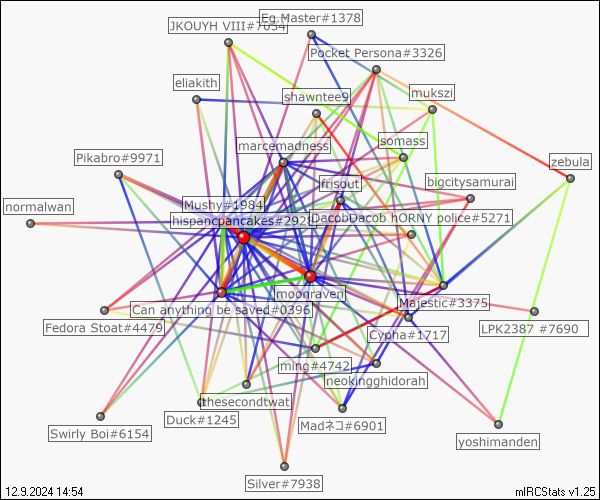 Eg.Master#1378
JKOUYH VIII#7054
Pocket Persona#3326
eliakith
shawntee9
mukszi
marcemadness
somass
Pikabro#9971
zebula
frisout
bigcitysamurai
normalwan
Mushy#1984
hispancpancakes#2925
DacobDacob hORNY police#5271
moonraven
Can anything be saved#0396
Majestic#3375
Fedora Stoat#4479
Cypha#1717
LPK2387 #7690
ming#4742
neokingghidorah
thesecondtwat
Duck#1245
Madネコ#6901
Swirly Boi#6154
yoshimanden
Silver#7938
12.9.2024 14:54
mIRCStats v1.25